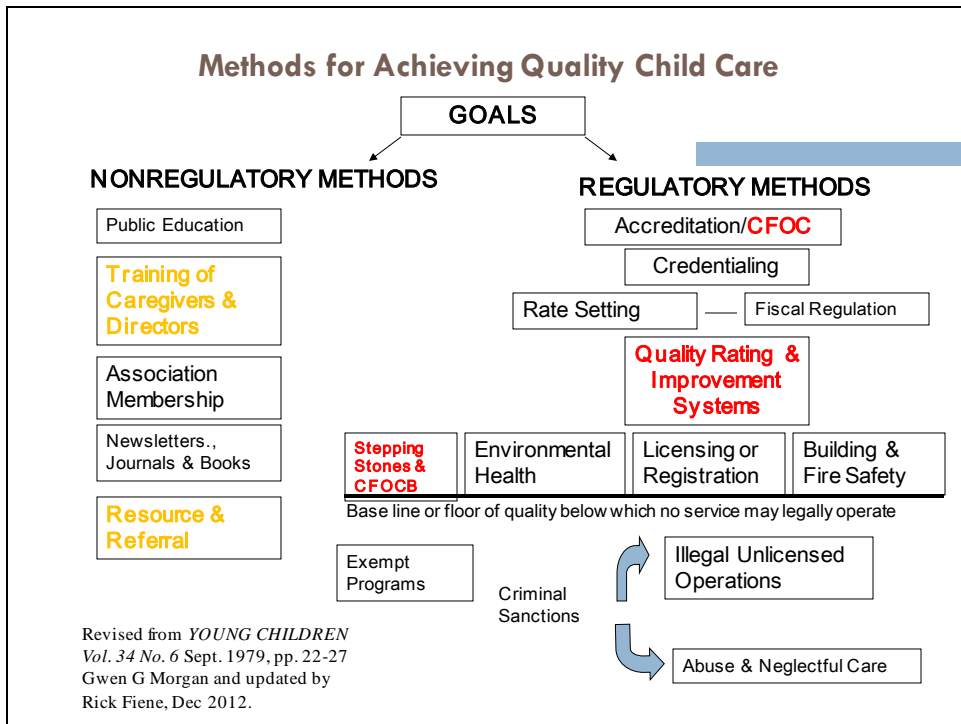 Methods for Achieving Quality Child Care
GOALS
NONREGULATORY METHODS
Public Education
Training of
Caregivers &
Directors
Association
Membership
Newsletters.,
Journals & Books
Resource &
Referral
REGULATORY METHODS
Accreditation/CFOC
Credentialing
Rate Setting
Fiscal Regulation
Quality Rating &
Improvement
Systems
Stepping
Stones &
CFOCB
Environmental
Health
Licensing or
Registration
Building &
Fire Safety
Base line or floor of quality below which no service may legally operate
Exempt
Programs
Criminal
Sanctions
Illegal Unlicensed
Operations
Abuse & Neglectful Care
Revised from YOUNG CHILDREN
Vol. 34 No. 6 Sept. 1979, pp. 22-27
Gwen G Morgan and updated by
Rick Fiene, Dec 2012.